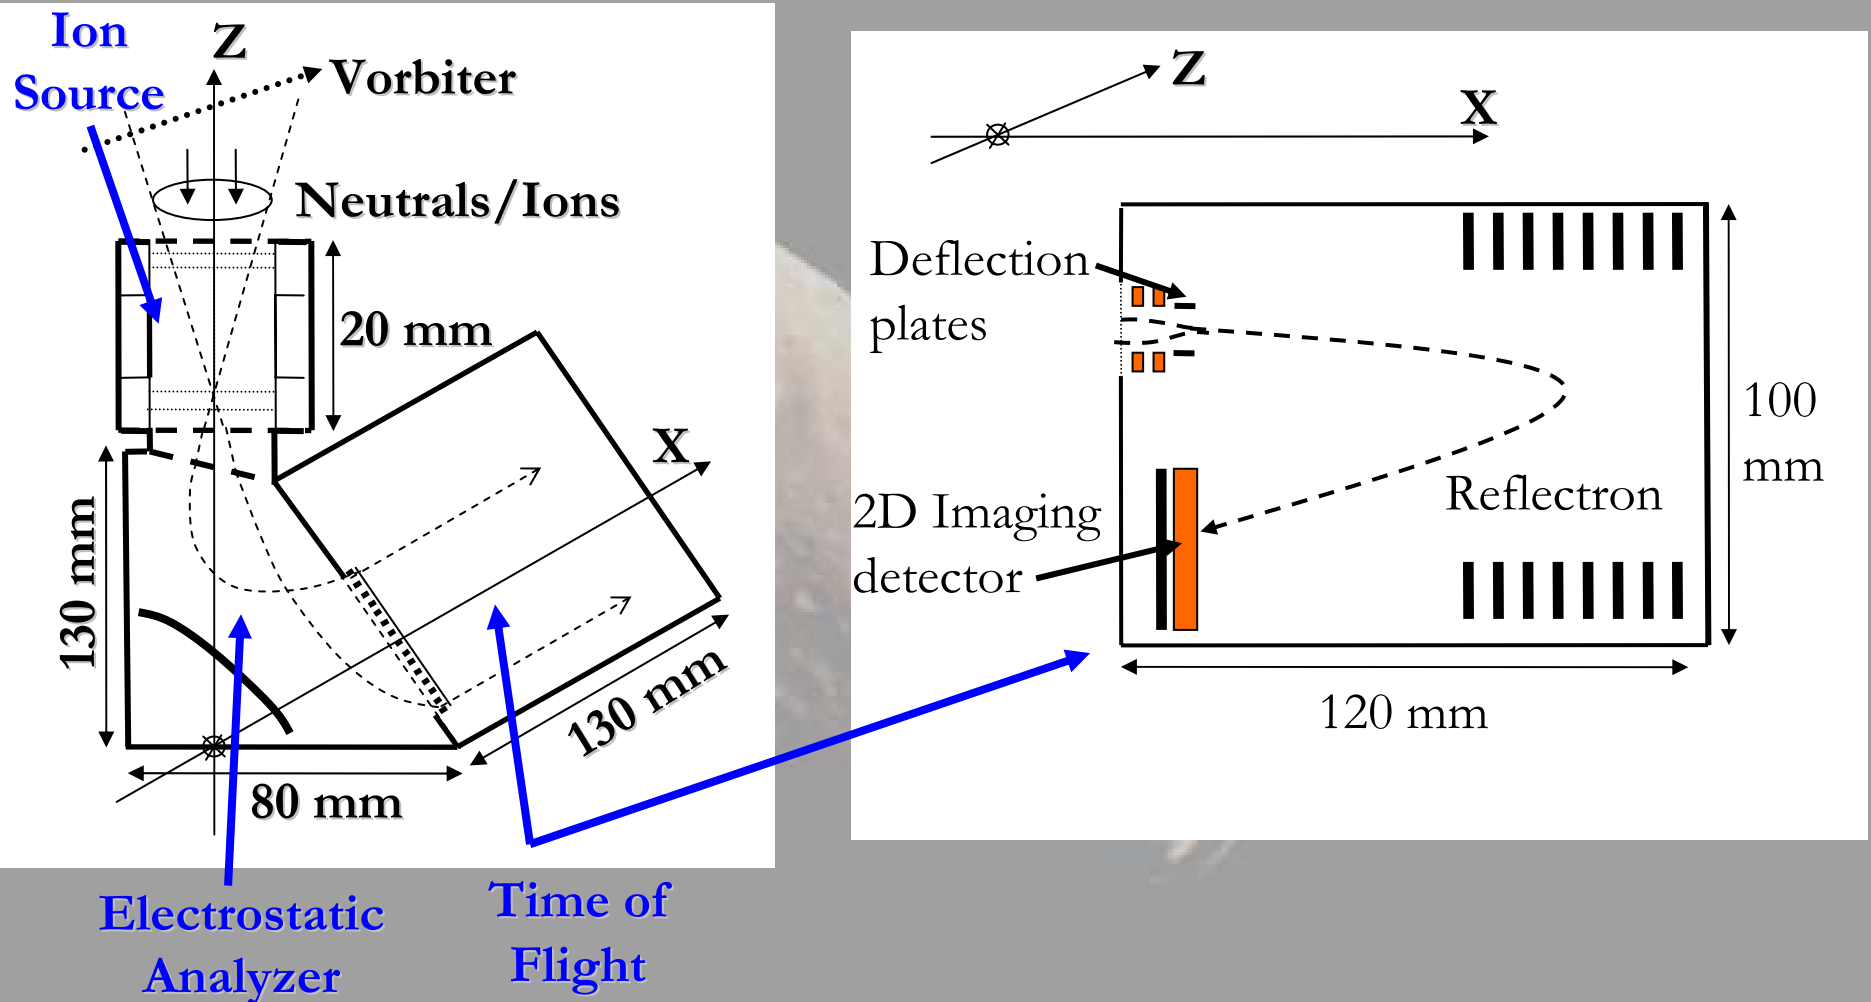 Ion
Source
Z
Vorbiter
Neutrals/Ions
20 mm
X
130 mm
130 mm
80 mm
Electrostatic
Analyzer
Time of
Flight
Z
X
Deflection
plates
100
mm
Reflectron
2D Imaging
detector
120 mm